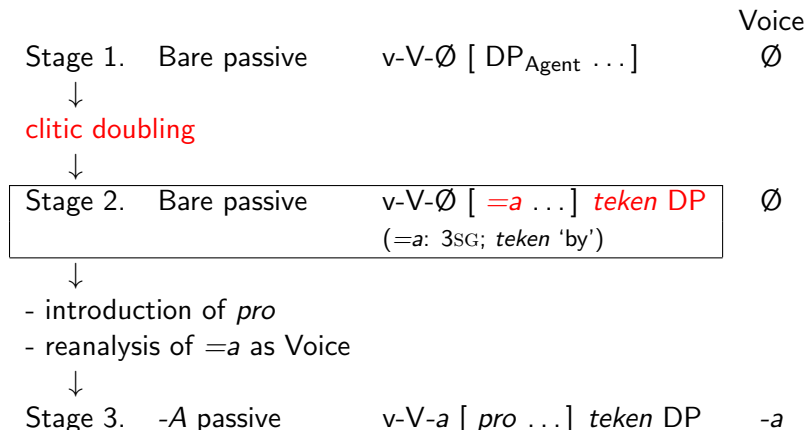 Voice
Stage 1. Bare passive v-V-Ø [ DP_Agent … ] Ø
↓
clitic doubling
↓
Stage 2. Bare passive v-V-Ø [ =a … ] teken DP Ø
(=a: 3SG; teken ‘by’)
↓
- introduction of pro
- reanalysis of =a as Voice
↓
Stage 3. -A passive v-V-a [ pro … ] teken DP -a